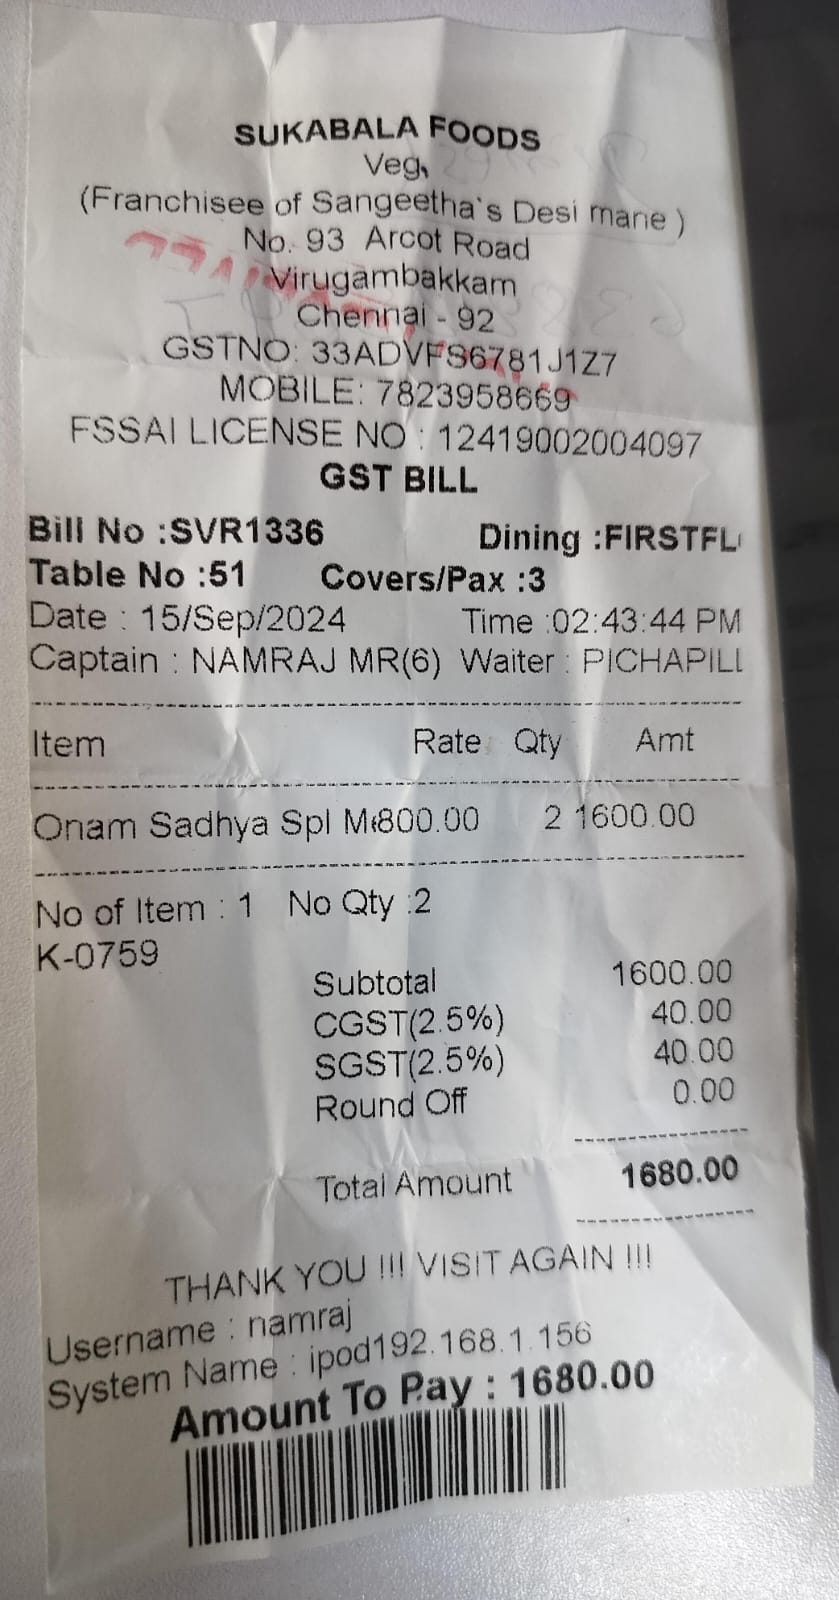 SUKABALA FOODS
Veg,
(Franchisee of Sangeetha's Desi mane )
No. 93 Arcot Road
Virugambakkam
Chennai - 92
GSTNO: 33ADVFS6781J1Z7
MOBILE: 7823958669
FSSAI LICENSE NO : 12419002004097
GST BILL
Bill No :SVR1336 Dining :FIRSTFL
Table No :51 Covers/Pax :3
Date : 15/Sep/2024 Time :02:43:44 PM
Captain : NAMRAJ MR(6) Waiter : PICHAPILL
Item Rate Qty Amt
Onam Sadhya Spl M 800.00 2 1600.00
No of Item : 1 No Qty :2
K-0759
Subtotal 1600.00
CGST(2.5%) 40.00
SGST(2.5%) 40.00
Round Off 0.00
Total Amount 1680.00
THANK YOU !!! VISIT AGAIN !!!
Username : namraj
System Name : ipod192.168.1.156
Amount To Pay : 1680.00